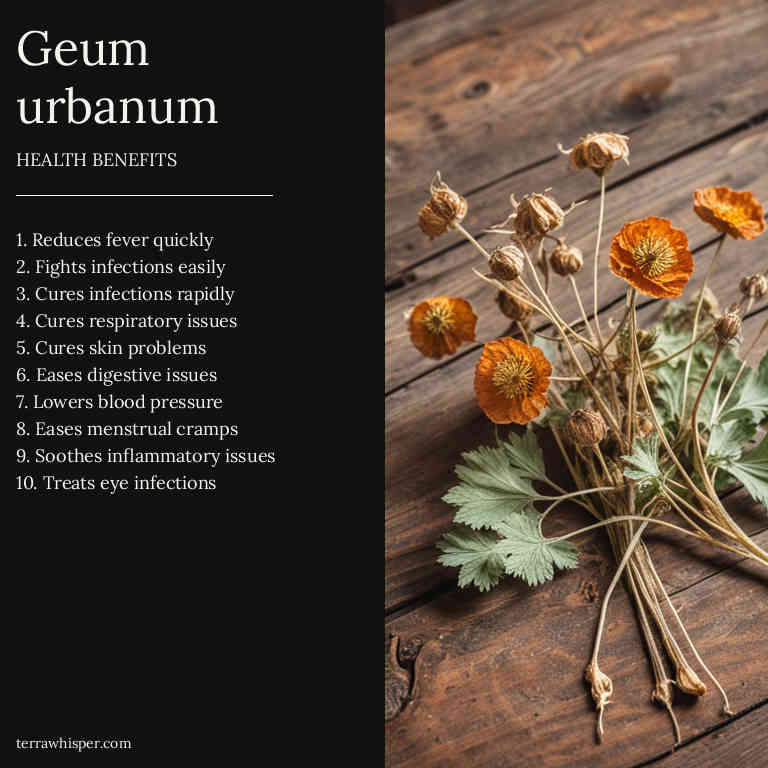 Geum
urbanum
HEALTH BENEFITS
1. Reduces fever quickly
2. Fights infections easily
3. Cures infections rapidly
4. Cures respiratory issues
5. Cures skin problems
6. Eases digestive issues
7. Lowers blood pressure
8. Eases menstrual cramps
9. Soothes inflammatory issues
10. Treats eye infections
terrawhisper.com